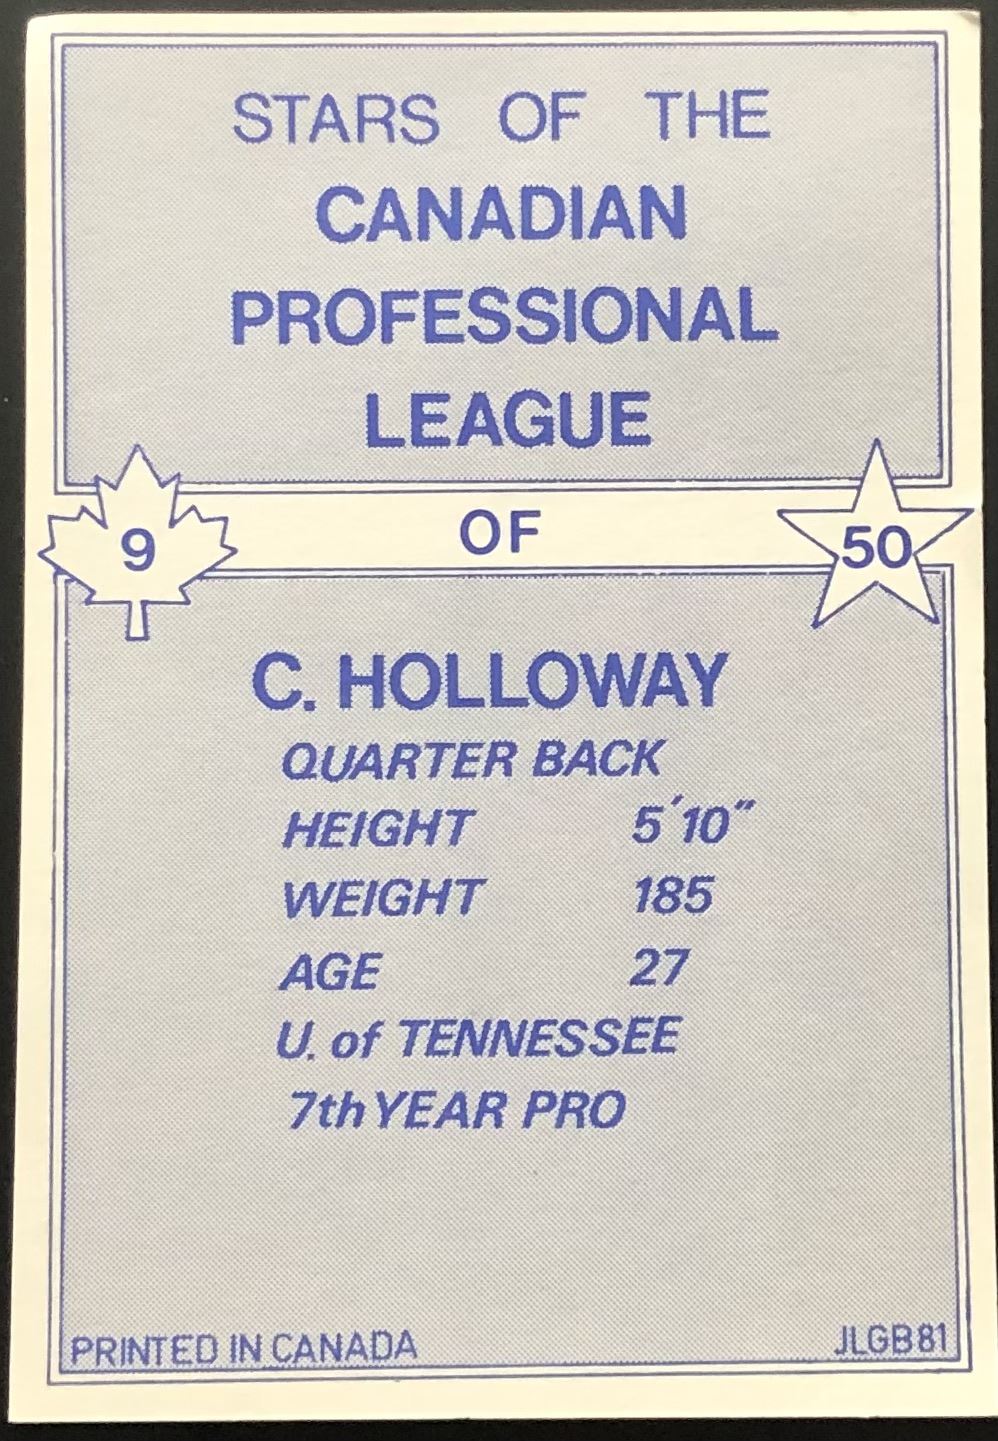 STARS OF THE
CANADIAN
PROFESSIONAL
LEAGUE
9 OF 50
C. HOLLOWAY
QUARTER BACK
HEIGHT 5'10"
WEIGHT 185
AGE 27
U. of TENNESSEE
7th YEAR PRO
PRINTED IN CANADA JLGB81